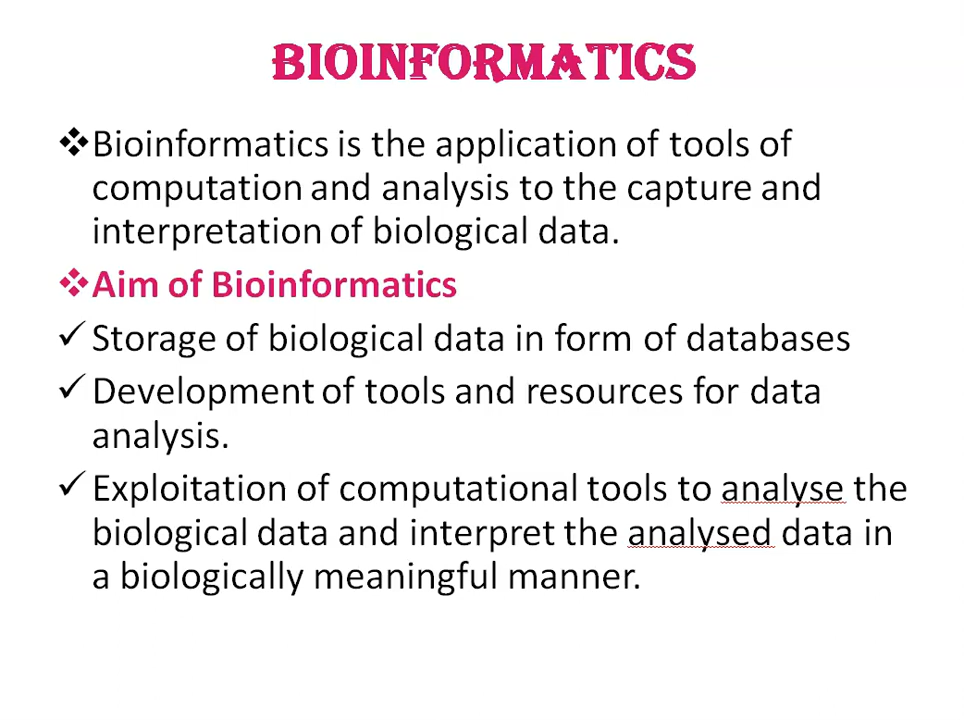 BIOINFORMATICS
❖Bioinformatics is the application of tools of
computation and analysis to the capture and
interpretation of biological data.
❖Aim of Bioinformatics
✓ Storage of biological data in form of databases
✓ Development of tools and resources for data
analysis.
✓ Exploitation of computational tools to analyse the
biological data and interpret the analysed data in
a biologically meaningful manner.